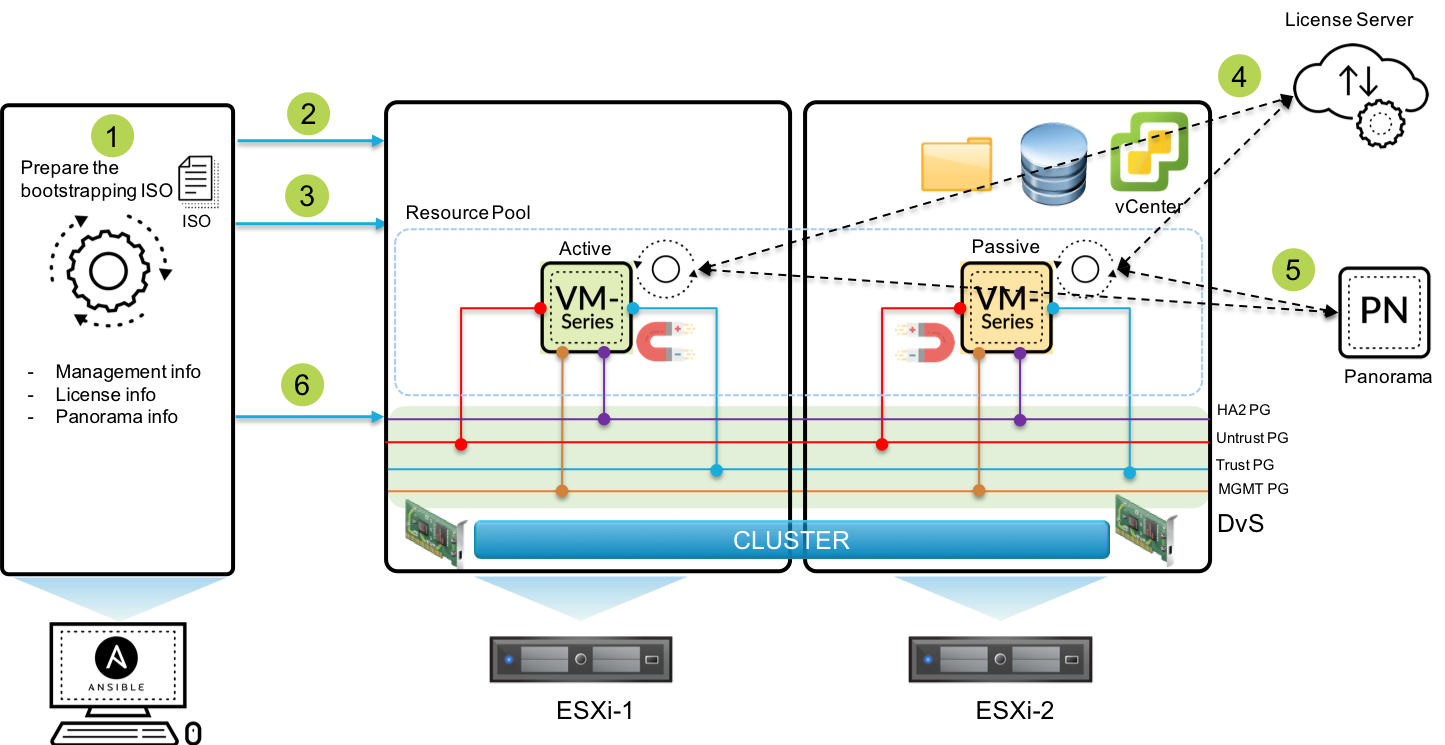 License Server
4
1
Prepare the
bootstrapping ISO
ISO
2
3
vCenter
Resource Pool
Active
Passive
5
VM-
Series
VM-
Series
PN
Panorama
- Management info
- License info
- Panorama info
6
HA2 PG
Untrust PG
Trust PG
MGMT PG
DvS
CLUSTER
ANSIBLE
ESXi-1
ESXi-2